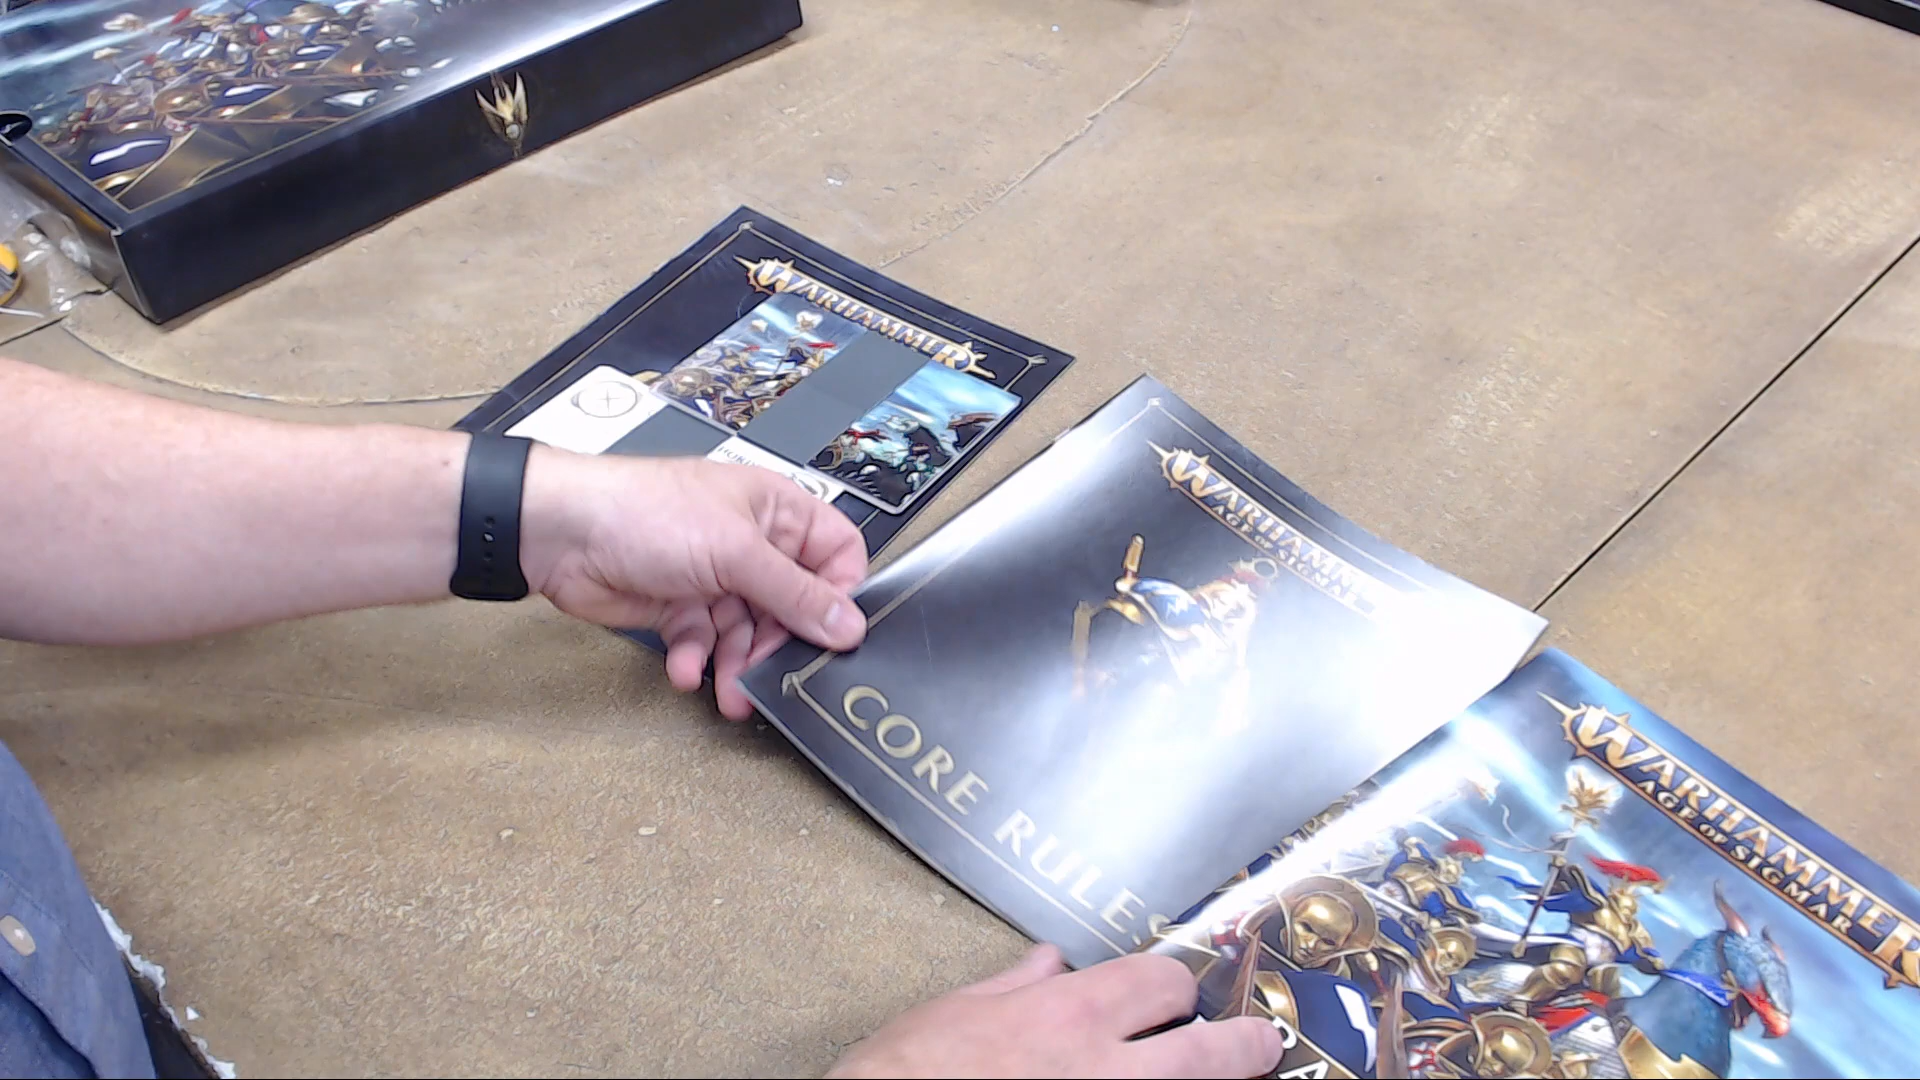 WARHAMMER
WARHAMMER
AGE OF SIGMAR
CORE RULES
WARHAMMER
AGE OF SIGMAR